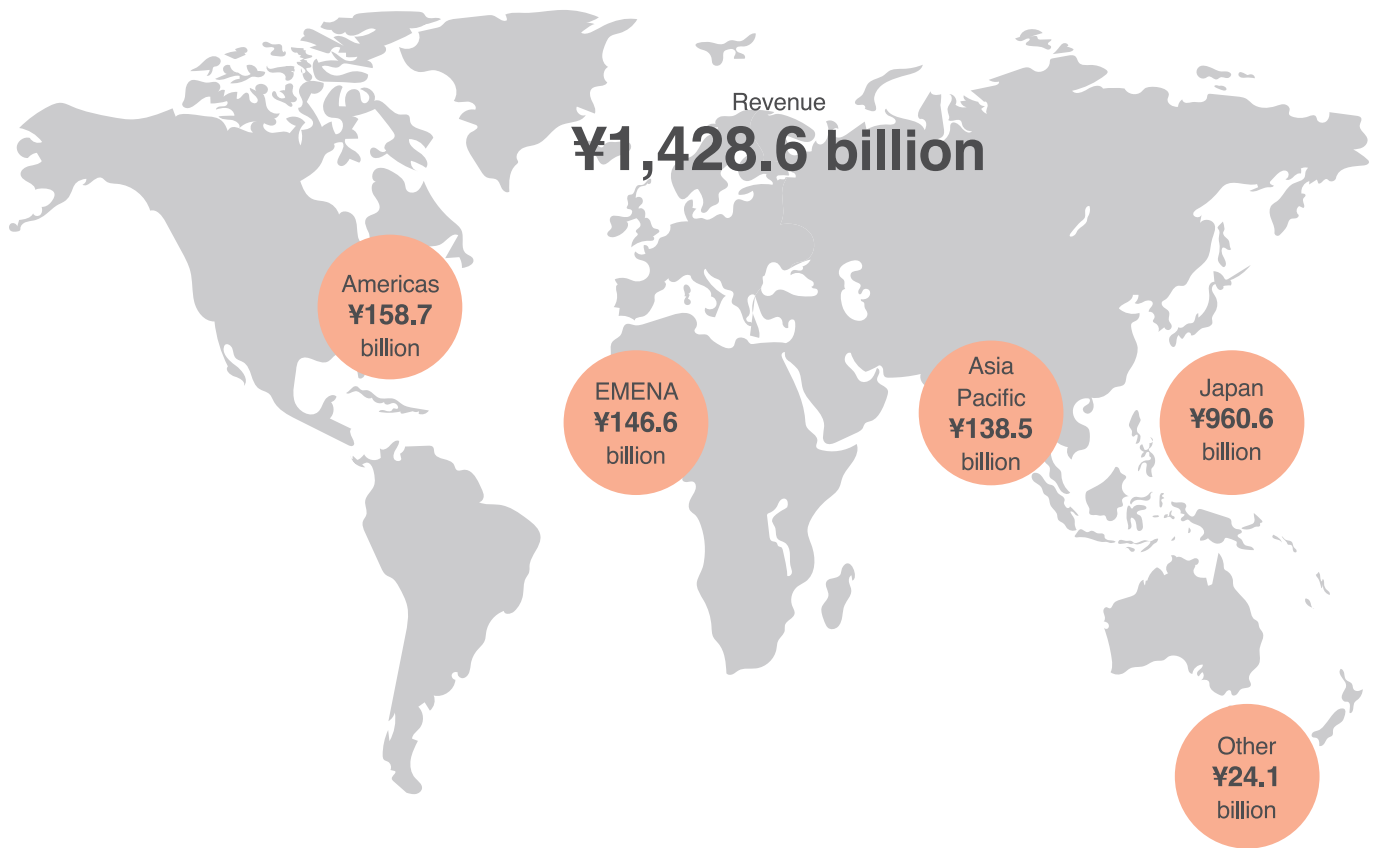 Revenue
¥1,428.6 billion
Americas
¥158.7
billion
EMENA
¥146.6
billion
Asia
Pacific
¥138.5
billion
Japan
¥960.6
billion
Other
¥24.1
billion